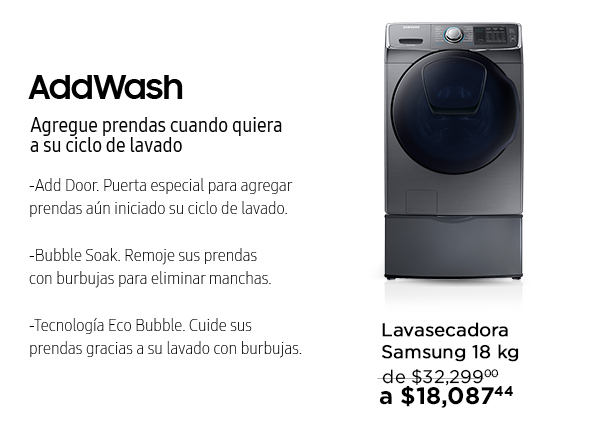 AddWash
Agregue prendas cuando quiera
a su ciclo de lavado
-Add Door. Puerta especial para agregar
prendas aún iniciado su ciclo de lavado.
-Bubble Soak. Remoje sus prendas
con burbujas para eliminar manchas.
-Tecnología Eco Bubble. Cuide sus
prendas gracias a su lavado con burbujas.
SAMSUNG
Lavasecadora
Samsung 18 kg
de $32,299⁰⁰
a $18,087⁴⁴